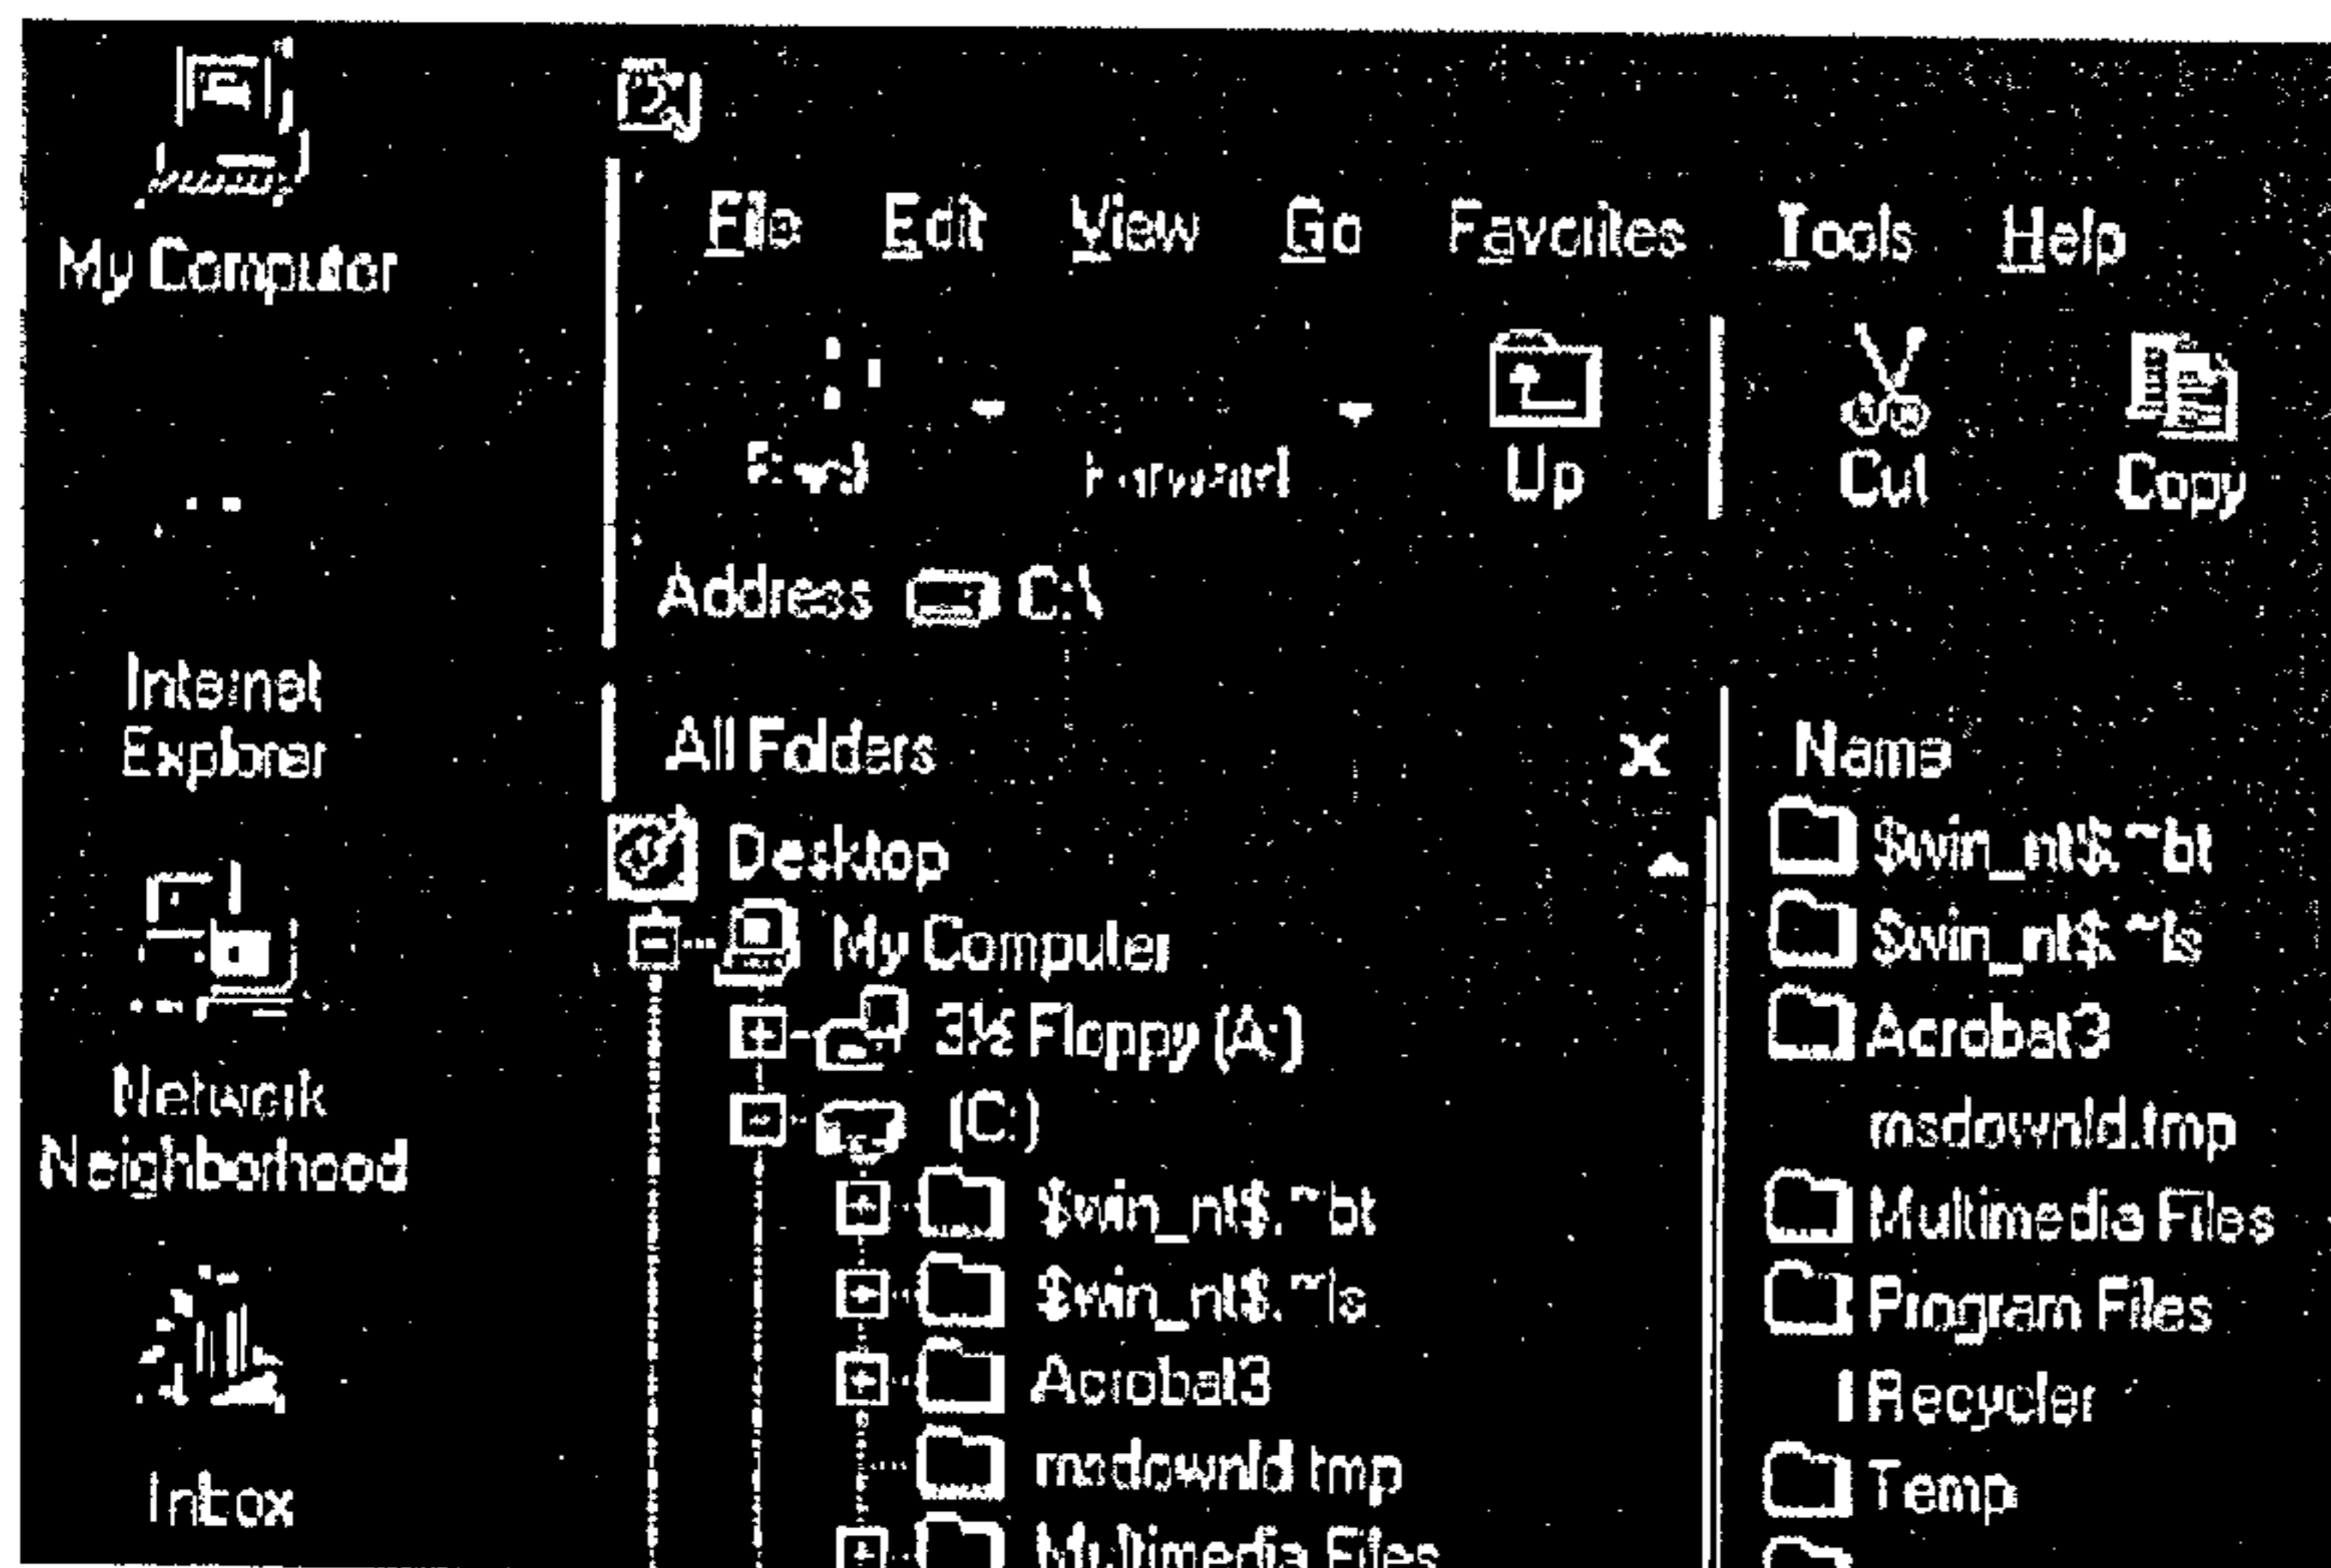 My Computer
Internet
Explorer
Network
Neighborhood
Inbox
File Edit View Go Favorites Tools Help
Back Forward Up Cut Copy
Address C:\
All Folders x
Desktop
My Computer
3½ Floppy (A:)
(C:)
$win_nt$.~bt
$win_nt$.~ls
Acrobat3
msdownld.tmp
Multimedia Files
Name
$win_nt$.~bt
$win_nt$.~ls
Acrobat3
msdownld.tmp
Multimedia Files
Program Files
Recycler
Temp